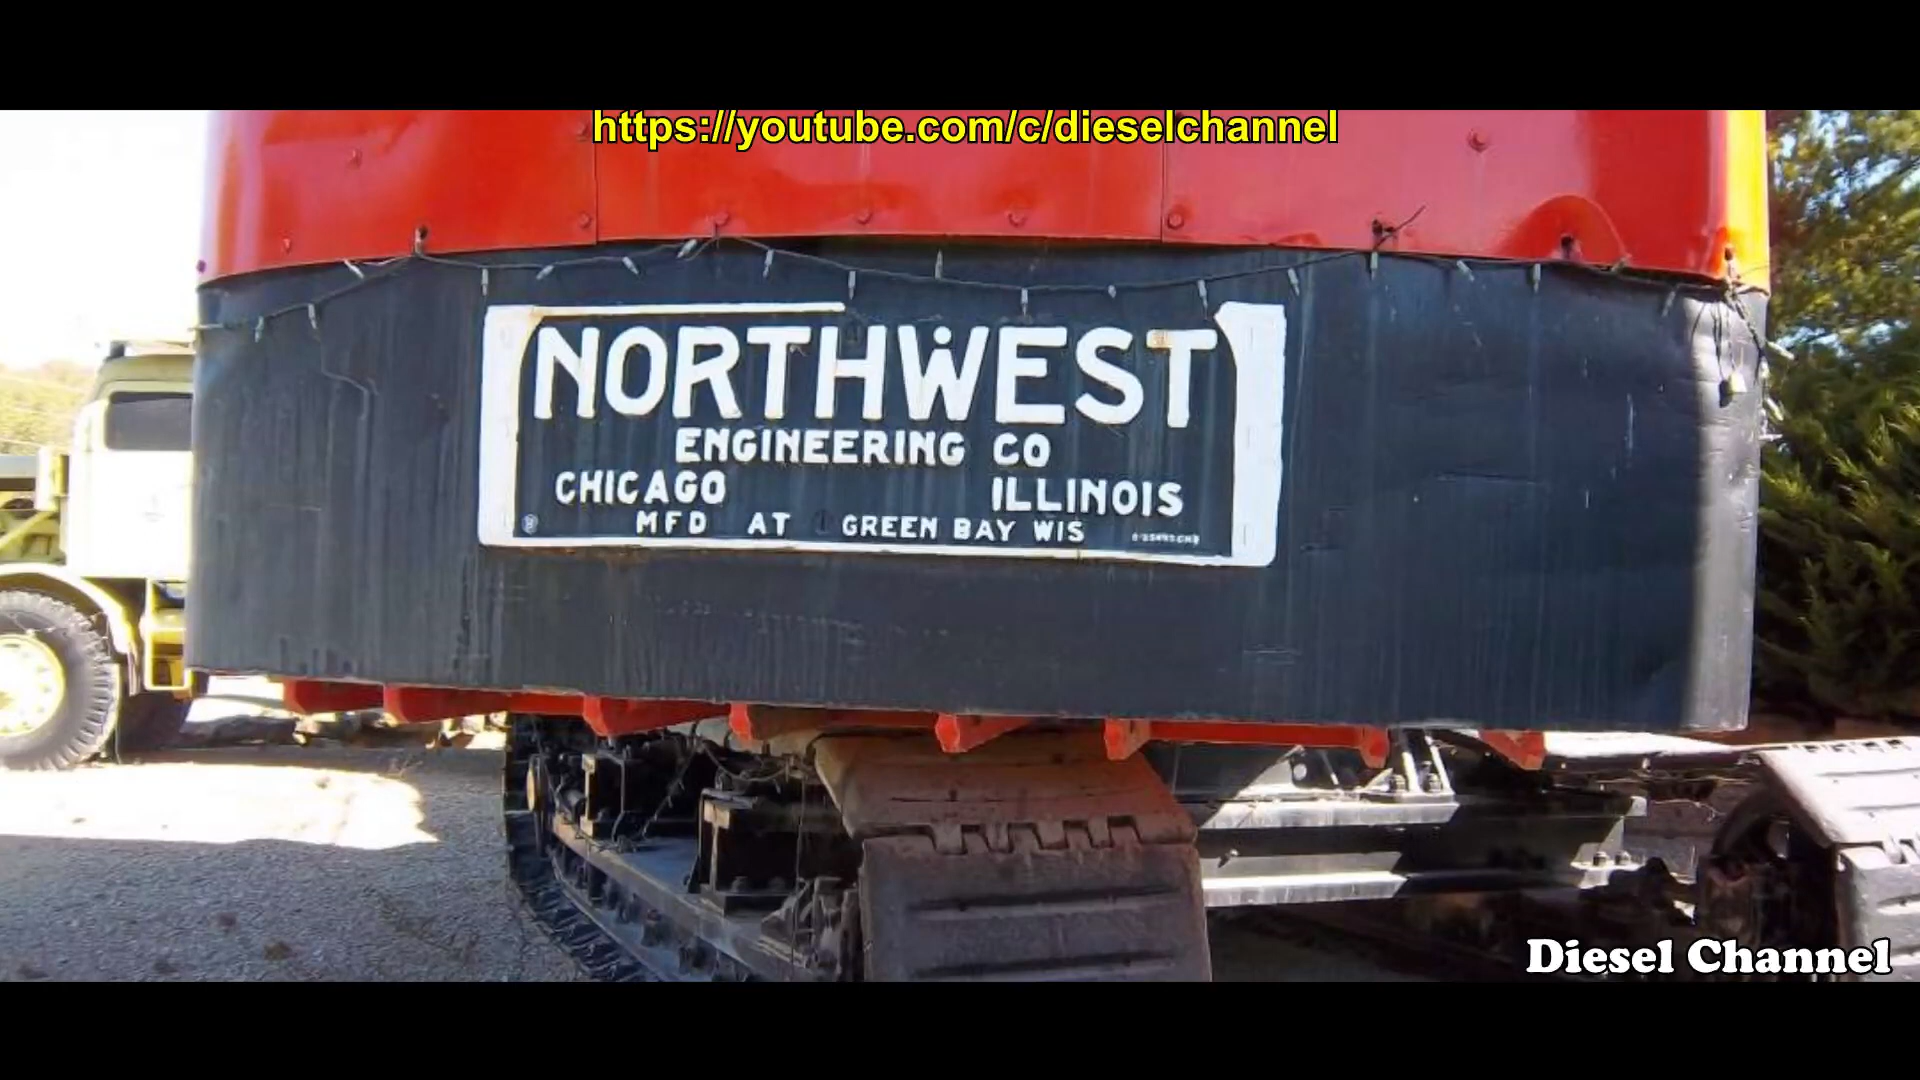 https://youtube.com/c/dieselchannel
NORTHWEST
ENGINEERING CO
CHICAGO ILLINOIS
MFD AT GREEN BAY WIS
Diesel Channel